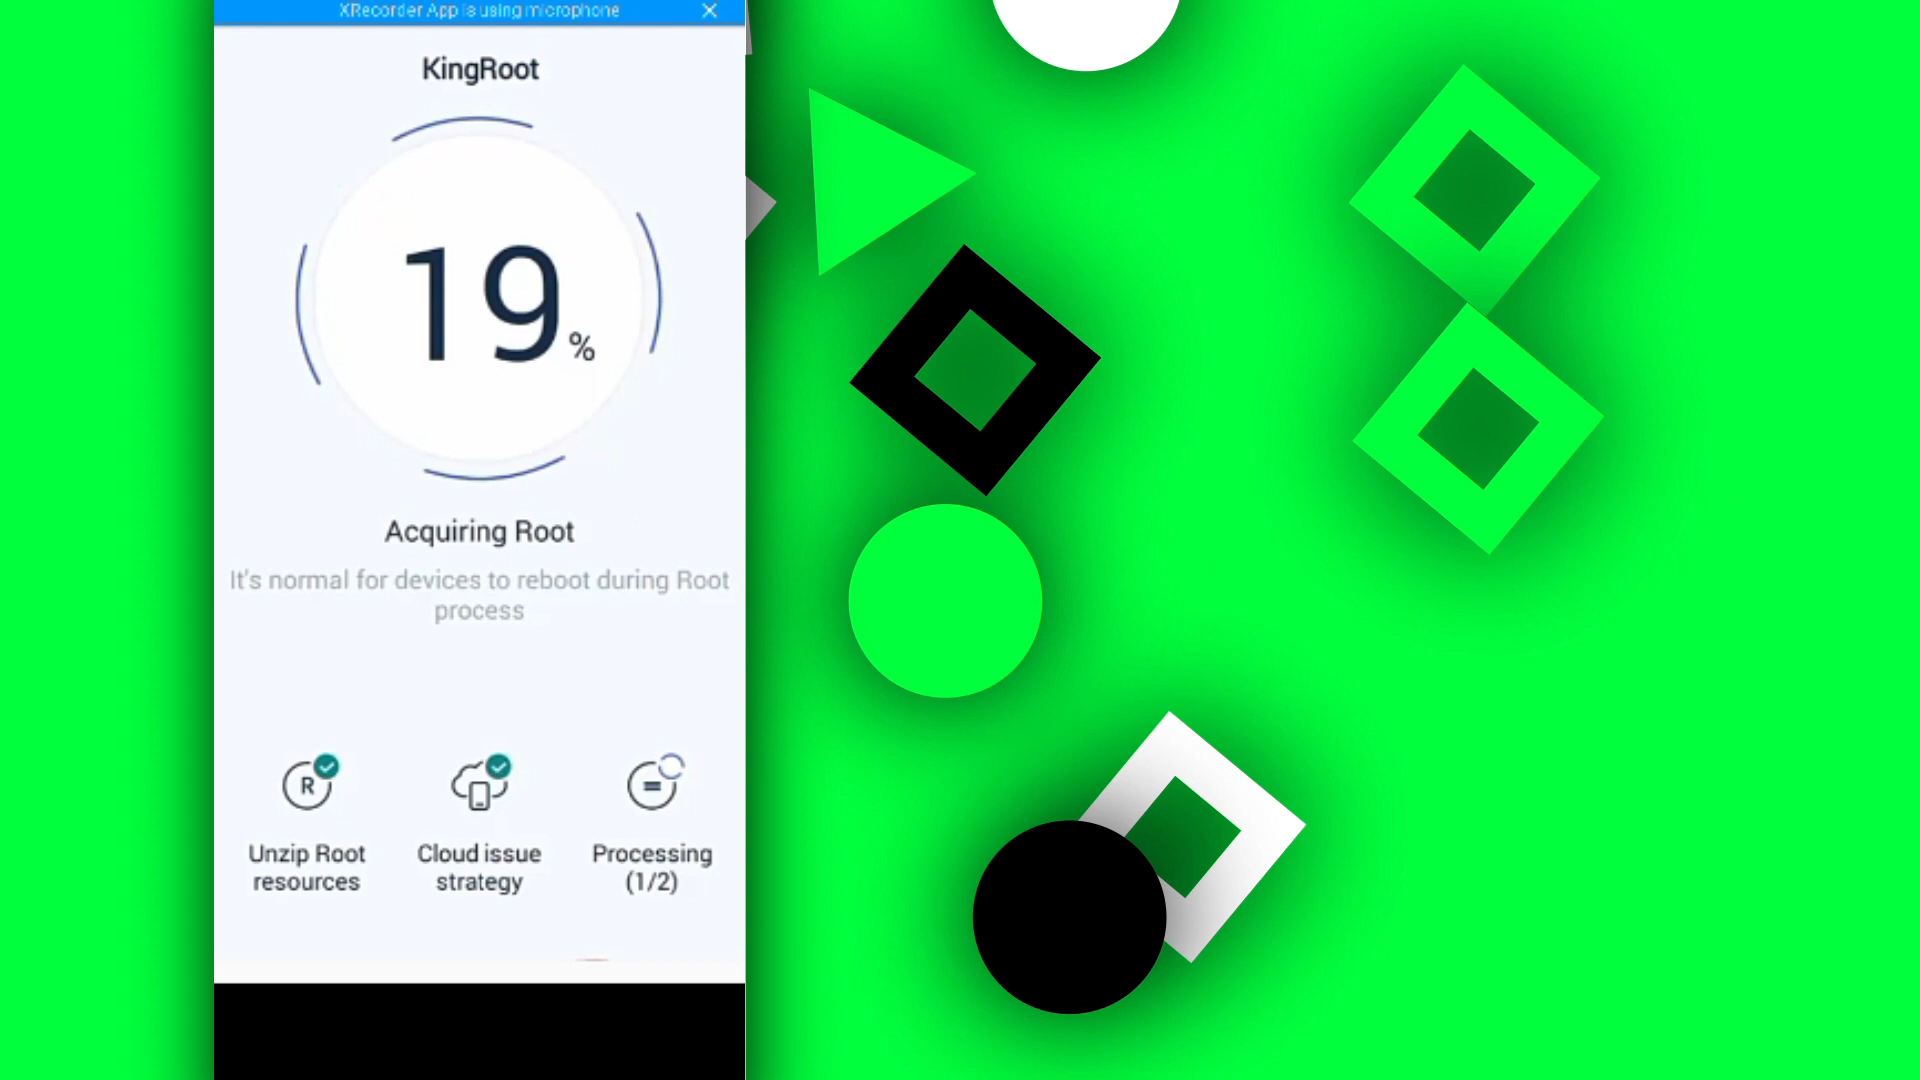 XRecorder App is using microphone
KingRoot
19%
Acquiring Root
It's normal for devices to reboot during Root
process
R
Unzip Root
resources
Cloud issue
strategy
Processing
(1/2)